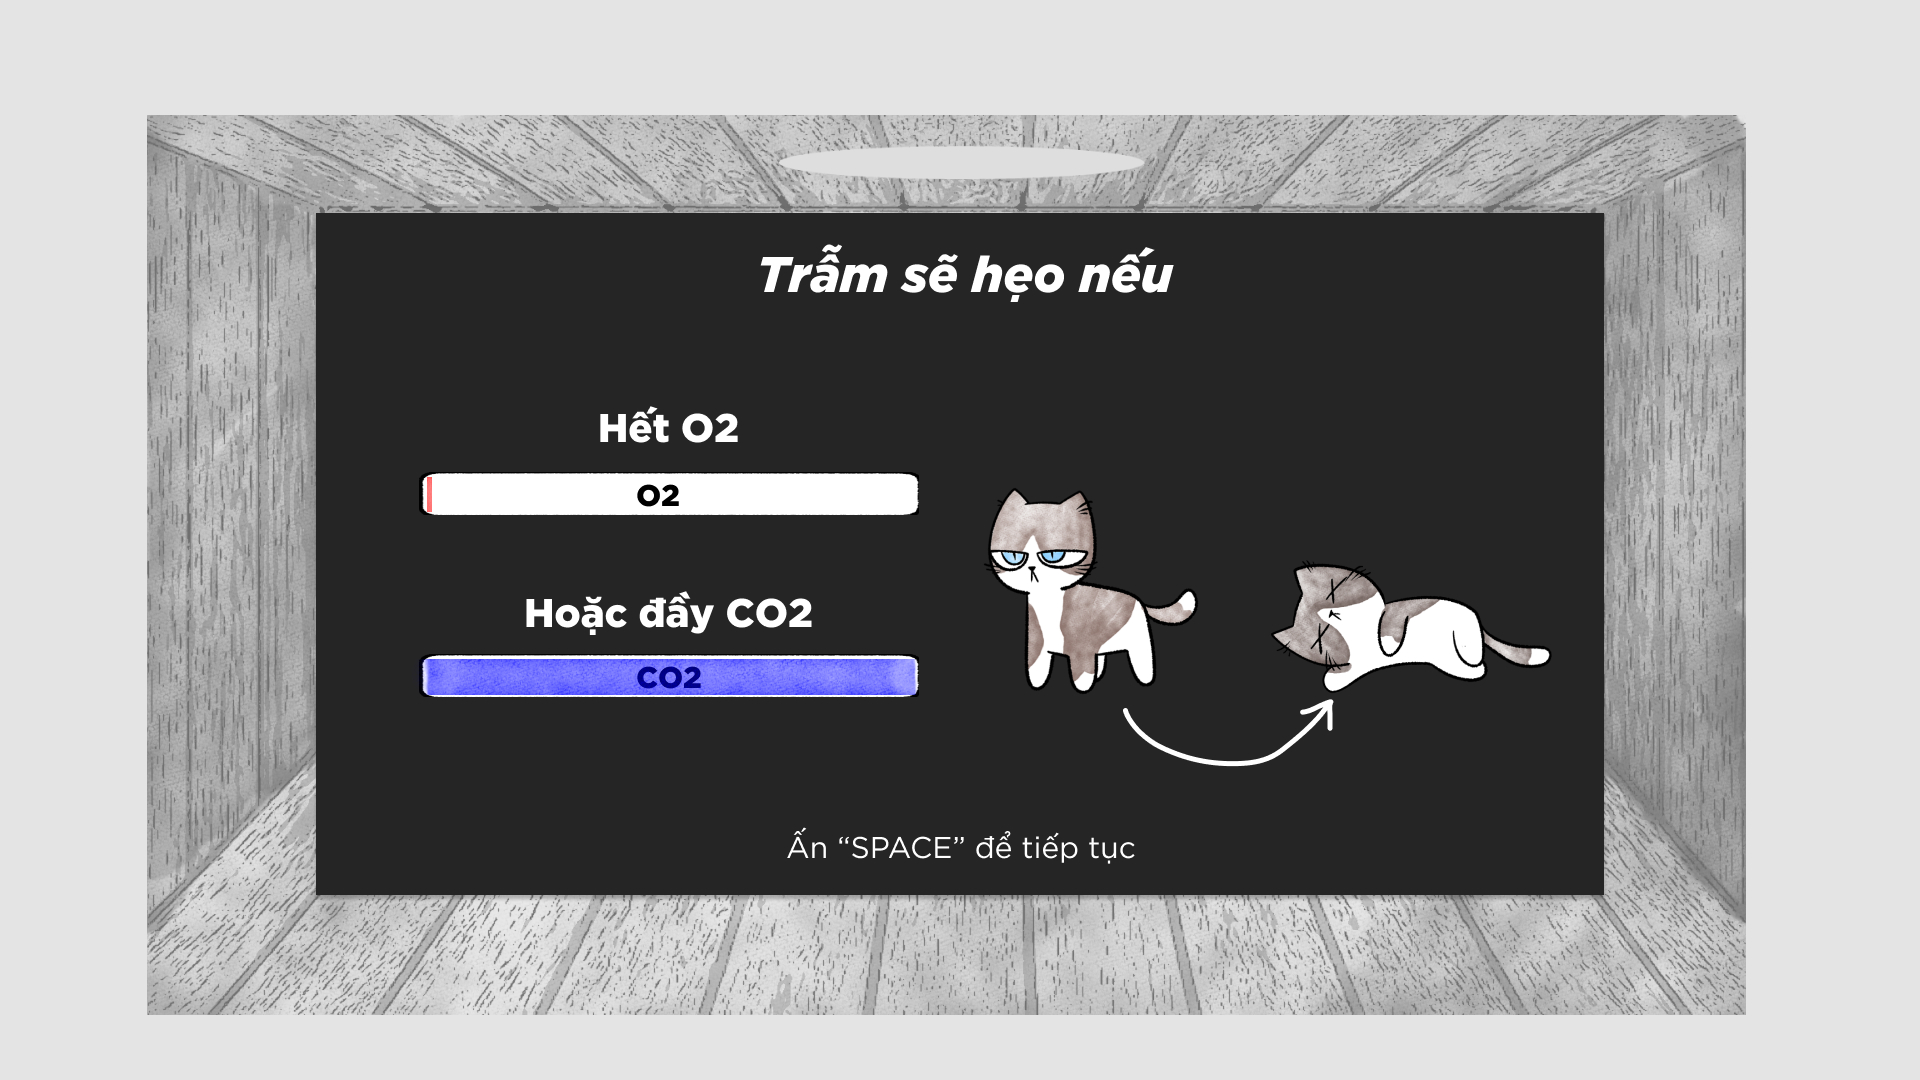 Trẫm sẽ hẹo nếu
Hết O2
O2
Hoặc đầy CO2
CO2
Ấn “SPACE” để tiếp tục